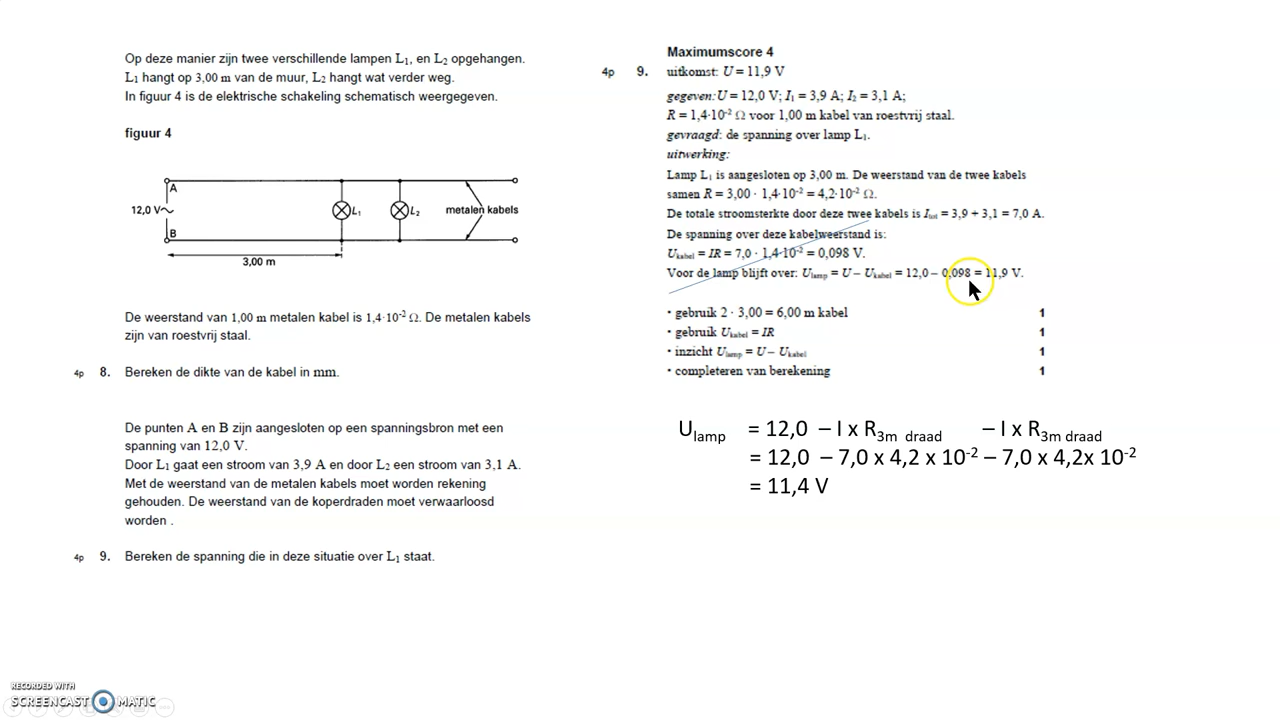 Op deze manier zijn twee verschillende lampen L₁, en L₂ opgehangen.
L₁ hangt op 3,00 m van de muur, L₂ hangt wat verder weg.
In figuur 4 is de elektrische schakeling schematisch weergegeven.
figuur 4
A
12,0 V~
L₁
L₂
metalen kabels
B
3,00 m
De weerstand van 1,00 m metalen kabel is 1,4·10⁻² Ω. De metalen kabels
zijn van roestvrij staal.
4p 8. Bereken de dikte van de kabel in mm.
De punten A en B zijn aangesloten op een spanningsbron met een
spanning van 12,0 V.
Door L₁ gaat een stroom van 3,9 A en door L₂ een stroom van 3,1 A.
Met de weerstand van de metalen kabels moet worden rekening
gehouden. De weerstand van de koperdraden moet verwaarloosd
worden .
4p 9. Bereken de spanning die in deze situatie over L₁ staat.
Maximumscore 4
4p 9. uitkomst: U = 11,9 V
gegeven: U = 12,0 V; I₁ = 3,9 A; I₂ = 3,1 A;
R = 1,4·10⁻² Ω voor 1,00 m kabel van roestvrij staal.
gevraagd: de spanning over lamp L₁.
uitwerking:
Lamp L₁ is aangesloten op 3,00 m. De weerstand van de twee kabels
samen R = 3,00 · 1,4·10⁻² = 4,2·10⁻² Ω.
De totale stroomsterkte door deze twee kabels is Itot = 3,9 + 3,1 = 7,0 A.
De spanning over deze kabelweerstand is:
Ukabel = IR = 7,0 · 1,4·10⁻² = 0,098 V.
Voor de lamp blijft over: Ulamp = U – Ukabel = 12,0 – 0,098 = 11,9 V.
• gebruik 2 · 3,00 = 6,00 m kabel 1
• gebruik Ukabel = IR 1
• inzicht Ulamp = U – Ukabel 1
• completeren van berekening 1
Ulamp = 12,0 – I x R3m draad – I x R3m draad
= 12,0 – 7,0 x 4,2 x 10⁻² – 7,0 x 4,2x 10⁻²
= 11,4 V
RECORDED WITH
SCREENCAST MATIC